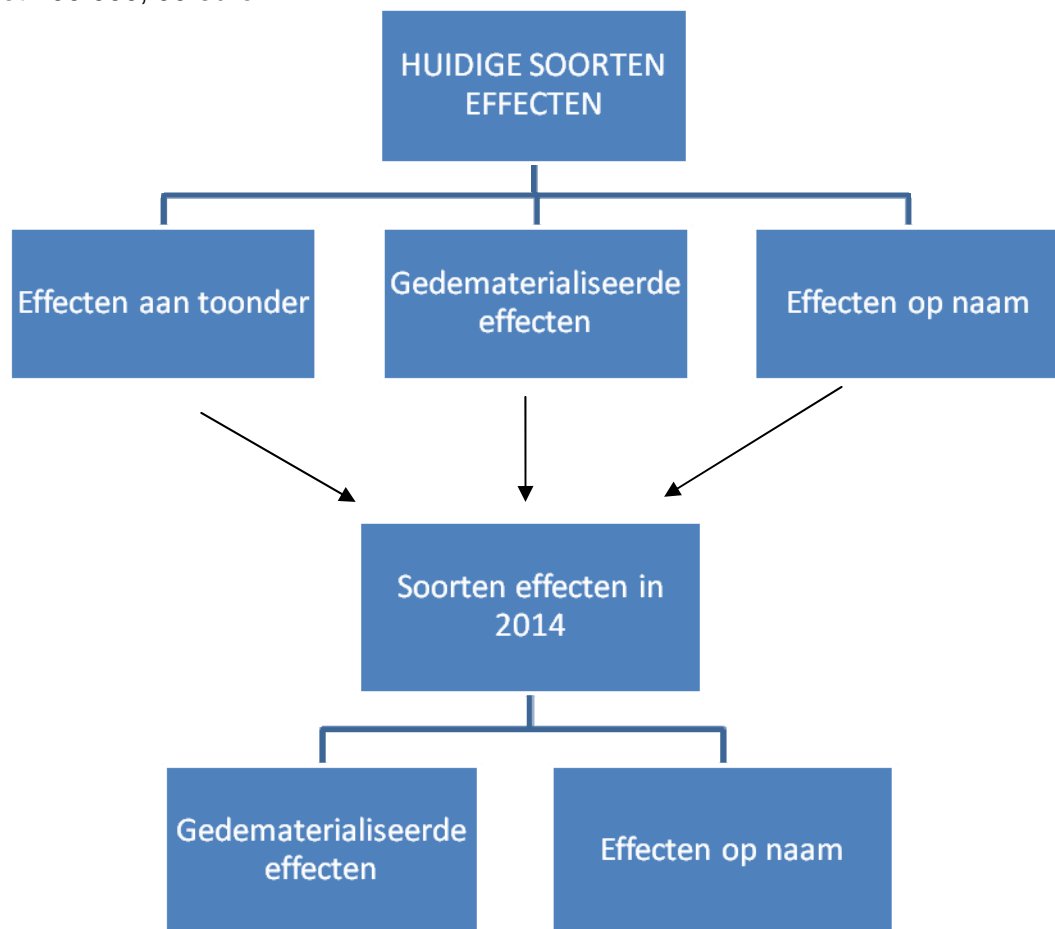 HUIDIGE SOORTEN
EFFECTEN
Effecten aan toonder
Gedematerialiseerde
effecten
Effecten op naam
Soorten effecten in
2014
Gedematerialiseerde
effecten
Effecten op naam